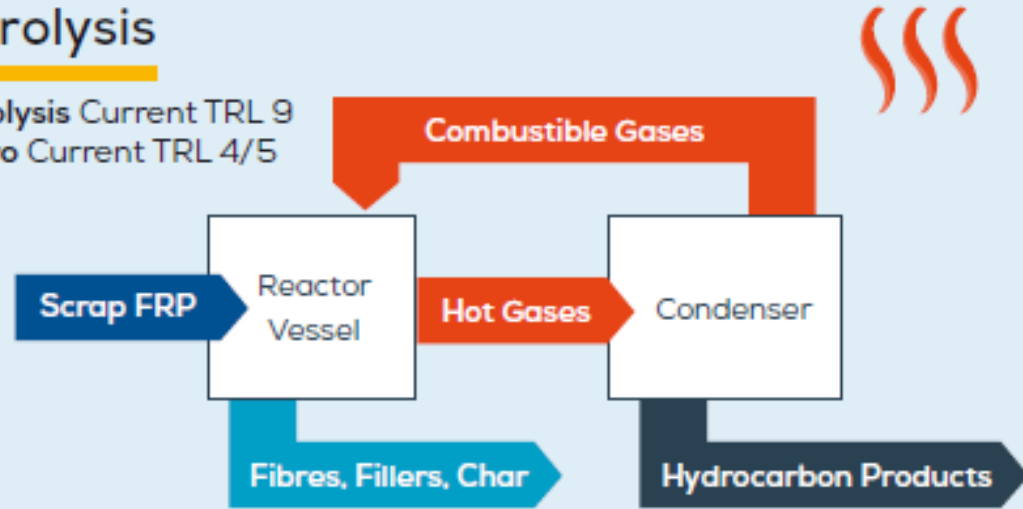 rolysis
olysis Current TRL 9
o Current TRL 4/5
Combustible Gases
Scrap FRP
Reactor
Vessel
Hot Gases
Condenser
Fibres, Fillers, Char
Hydrocarbon Products